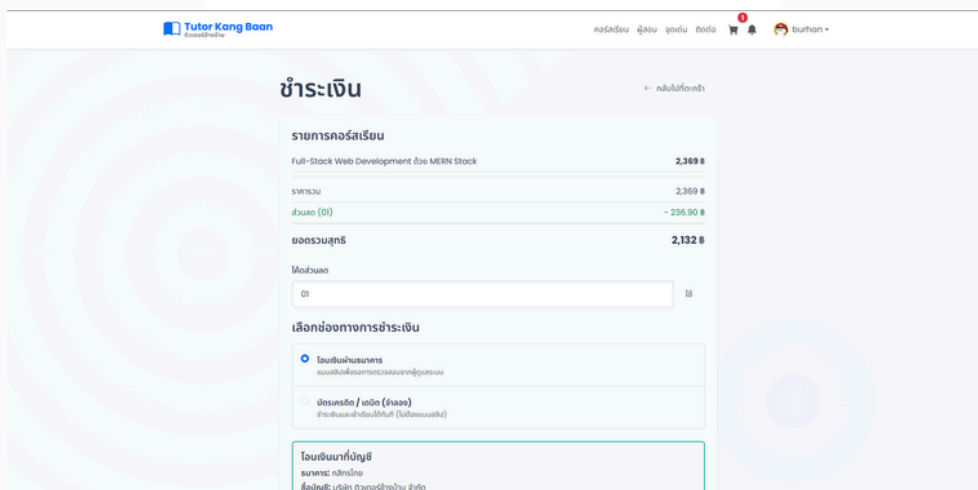 Tutor Kang Baan
ติวเตอร์ข้างบ้าน
คอร์สเรียน ผู้สอน จุดเด่น ติดต่อ 1 burhan
ชำระเงิน
← กลับไปที่ตะกร้า
รายการคอร์สเรียน
Full-Stack Web Development ด้วย MERN Stack 2,369 ฿
ราคารวม 2,369 ฿
ส่วนลด (01) - 236.90 ฿
ยอดรวมสุทธิ 2,132 ฿
โค้ดส่วนลด
01 ใช้
เลือกช่องทางการชำระเงิน
โอนเงินผ่านธนาคาร
แนบสลิปเพื่อรอการตรวจสอบจากผู้ดูแลระบบ
บัตรเครดิต / เดบิต (จำลอง)
ชำระเงินและเข้าเรียนได้ทันที (ไม่ต้องแนบสลิป)
โอนเงินมาที่บัญชี
ธนาคาร: กสิกรไทย
ชื่อบัญชี: บริษัท ติวเตอร์ข้างบ้าน จำกัด